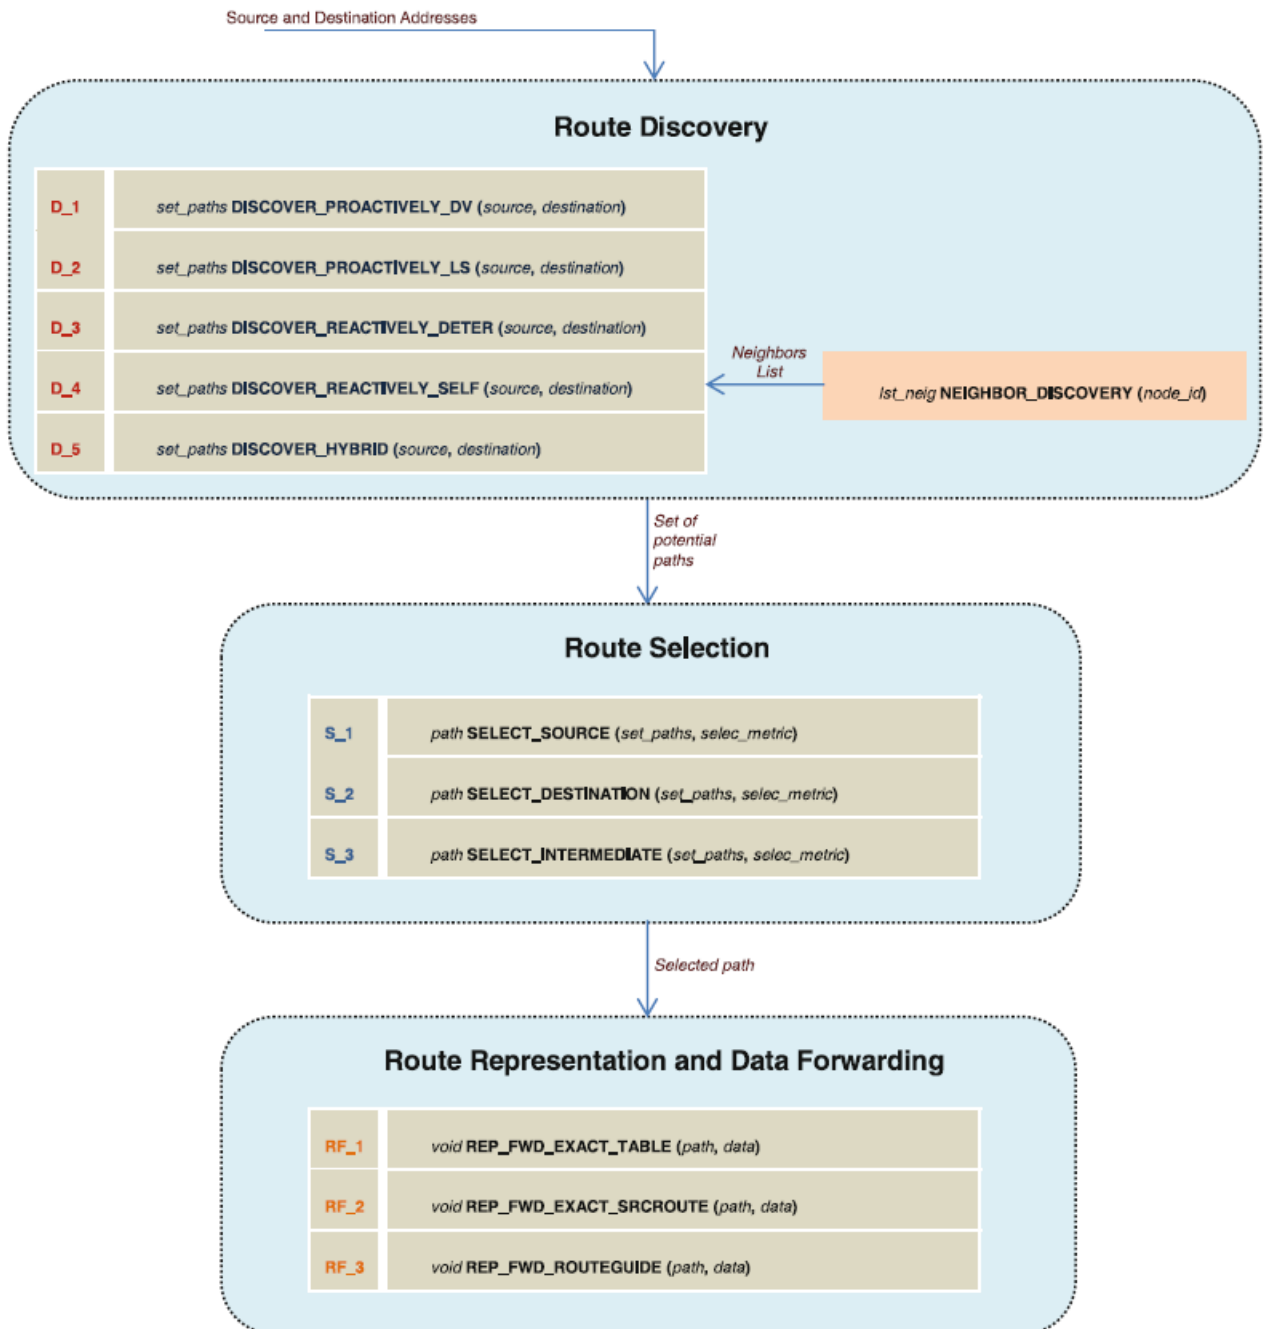 Source and Destination Addresses
Route Discovery
D_1 set_paths DISCOVER_PROACTIVELY_DV (source, destination)
D_2 set_paths DISCOVER_PROACTIVELY_LS (source, destination)
D_3 set_paths DISCOVER_REACTIVELY_DETER (source, destination)
D_4 set_paths DISCOVER_REACTIVELY_SELF (source, destination)
D_5 set_paths DISCOVER_HYBRID (source, destination)
Neighbors
List
lst_neig NEIGHBOR_DISCOVERY (node_id)
Set of
potential
paths
Route Selection
S_1 path SELECT_SOURCE (set_paths, selec_metric)
S_2 path SELECT_DESTINATION (set_paths, selec_metric)
S_3 path SELECT_INTERMEDIATE (set_paths, selec_metric)
Selected path
Route Representation and Data Forwarding
RF_1 void REP_FWD_EXACT_TABLE (path, data)
RF_2 void REP_FWD_EXACT_SRCROUTE (path, data)
RF_3 void REP_FWD_ROUTEGUIDE (path, data)